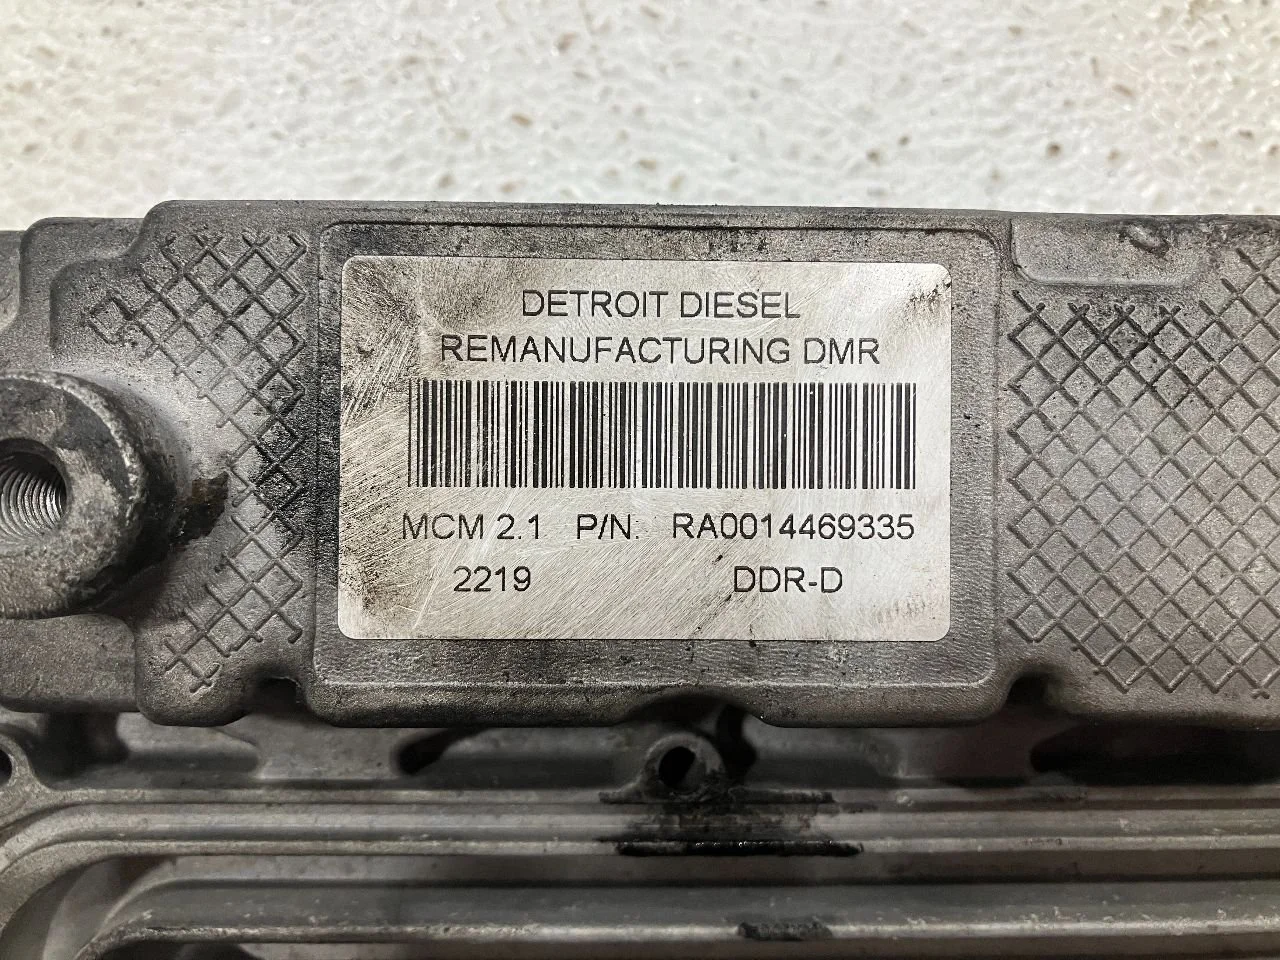 DETROIT DIESEL
REMANUFACTURING DMR
MCM 2.1 P/N: RA0014469335
2219 DDR-D